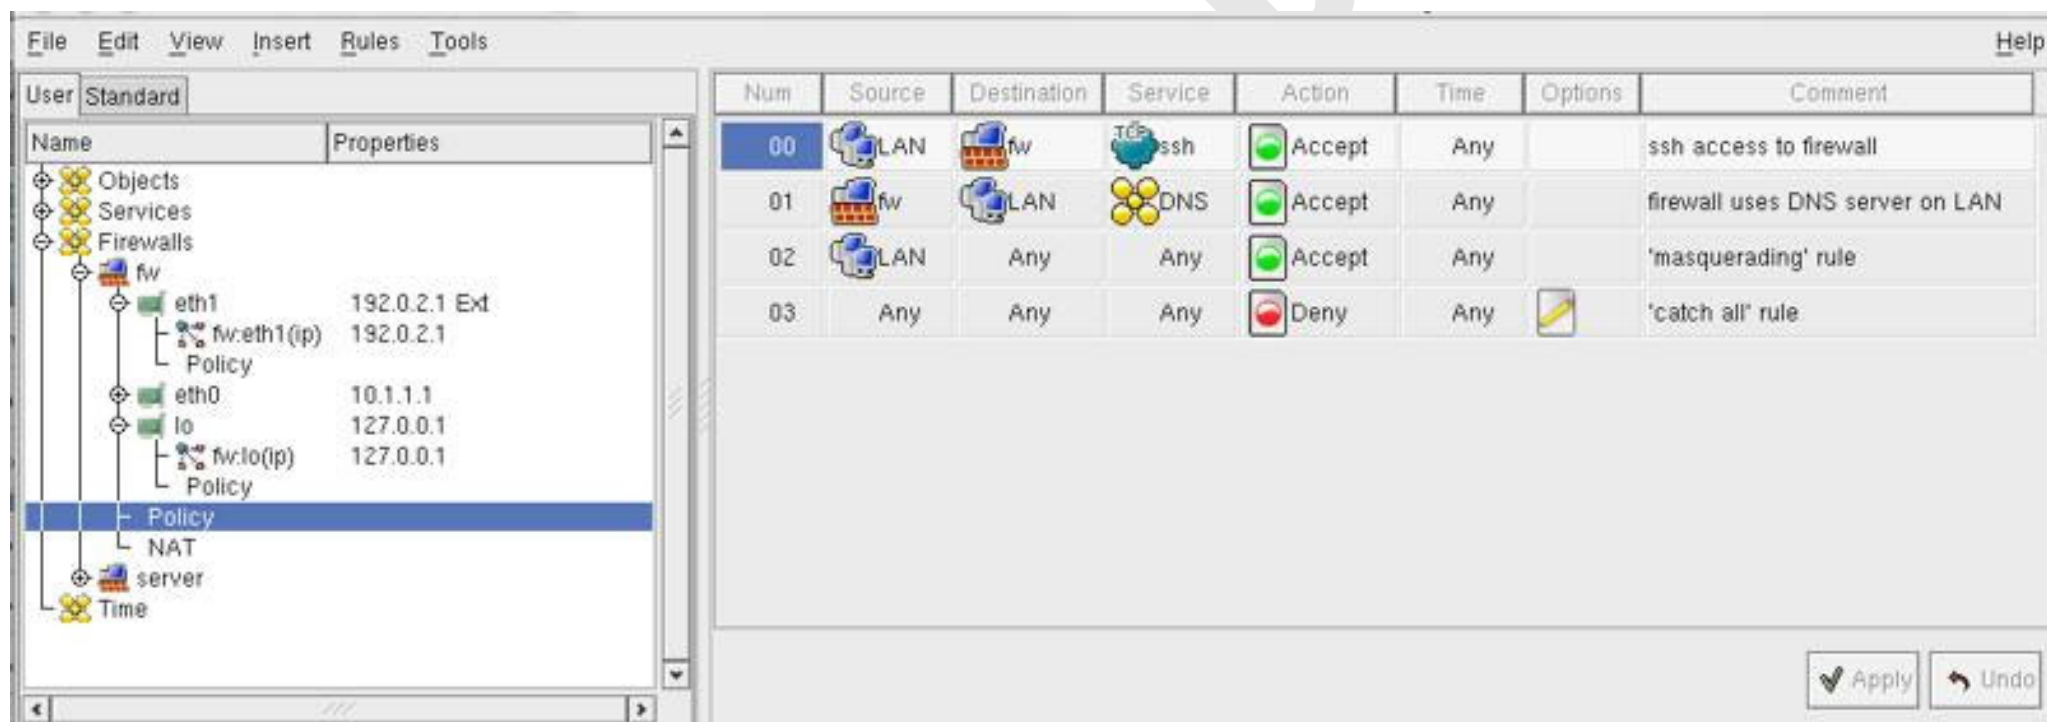 File Edit View Insert Rules Tools Help
User Standard
Name Properties
Objects
Services
Firewalls
fw
eth1 192.0.2.1 Ext
fw:eth1(ip) 192.0.2.1
Policy
eth0 10.1.1.1
lo 127.0.0.1
fw:lo(ip) 127.0.0.1
Policy
Policy
NAT
server
Time
Num Source Destination Service Action Time Options Comment
00 LAN fw TCP ssh Accept Any ssh access to firewall
01 fw LAN DNS Accept Any firewall uses DNS server on LAN
02 LAN Any Any Accept Any 'masquerading' rule
03 Any Any Any Deny Any 'catch all' rule
Apply Undo